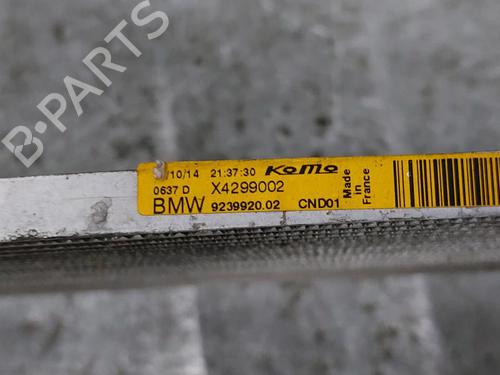 B-PARTS
/10/14 21:37:30 KOMO
0637 D X4299002
BMW 9239920.02 CND01
Made
in
France